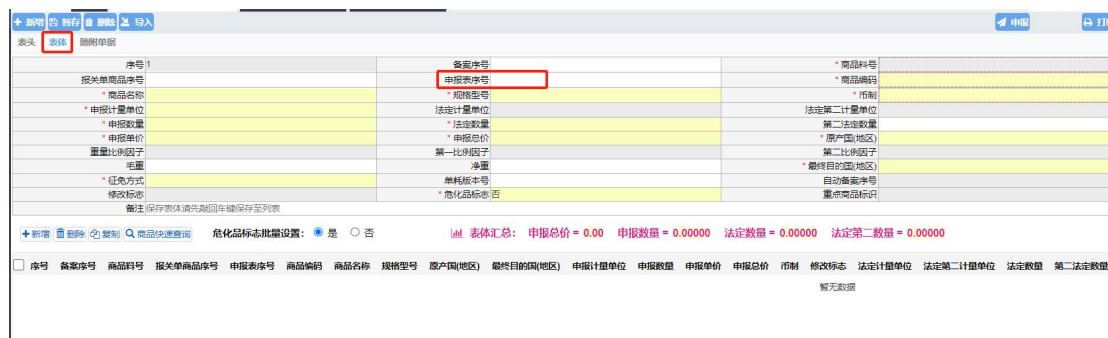 + 新增 暂存 删除 导入 申报 打
表头 表体 随附单据
序号 1 备案序号 * 商品料号
报关单商品序号 申报表序号 * 商品编码
* 商品名称 * 规格型号 * 币制
* 申报计量单位 法定计量单位 法定第二计量单位
* 申报数量 * 法定数量 第二法定数量
* 申报单价 * 申报总价 * 原产国(地区)
重量比例因子 第一比例因子 第二比例因子
毛重 净重 * 最终目的国(地区)
* 征免方式 单耗版本号 自动备案序号
修改标志 * 危化品标志 否 重点商品标识
备注 保存表体请先敲回车键保存至列表
+ 新增 删除 复制 商品快速查询 危化品标志批量设置： 是 否 表体汇总： 申报总价 = 0.00 申报数量 = 0.00000 法定数量 = 0.00000 法定第二数量 = 0.00000
序号 备案序号 商品料号 报关单商品序号 申报表序号 商品编码 商品名称 规格型号 原产国(地区) 最终目的国(地区) 申报计量单位 申报数量 申报单价 申报总价 币制 修改标志 法定计量单位 法定第二计量单位 法定数量 第二法定数量
暂无数据